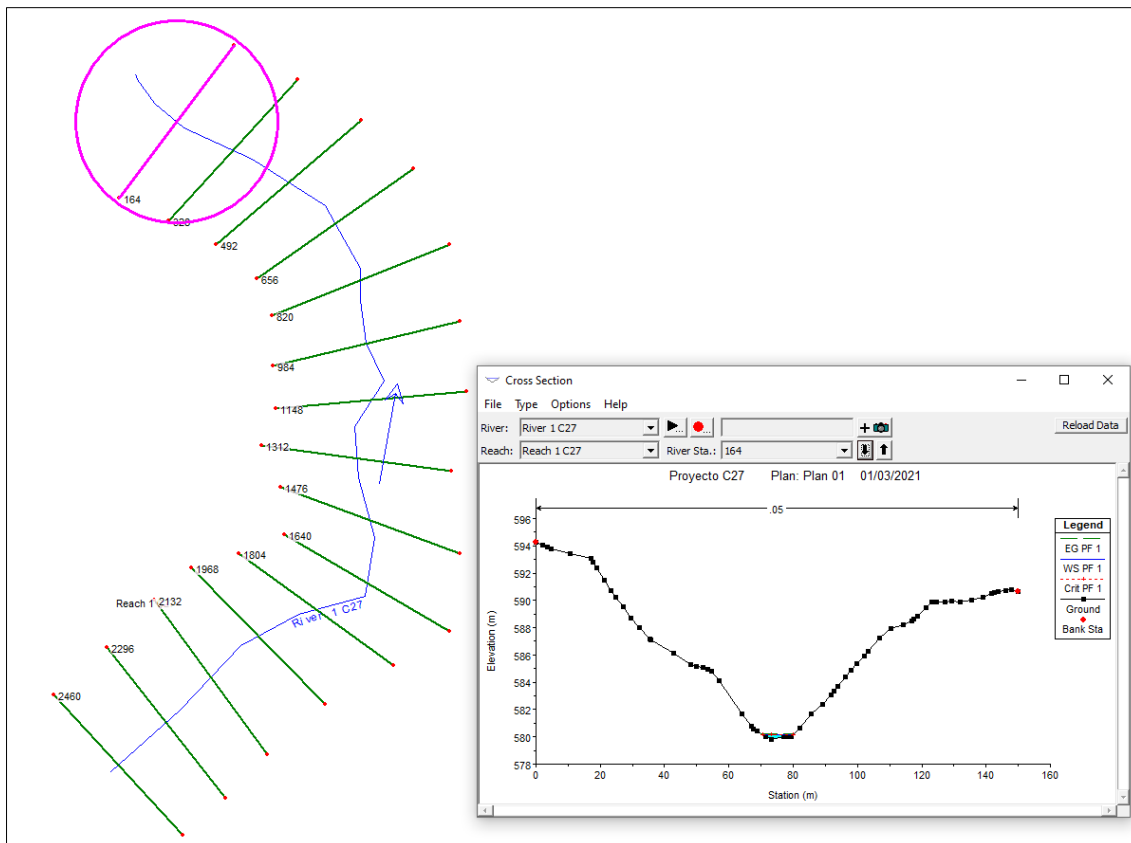 164
328
492
656
820
984
1148
1312
1476
1640
1804
1968
Reach 1
2132
River 1 C27
2296
2460
Cross Section
File Type Options Help
River: River 1 C27
Reload Data
Reach: Reach 1 C27 River Sta.: 164
Proyecto C27 Plan: Plan 01 01/03/2021
.05
Elevation (m)
596
594
592
590
588
586
584
582
580
578
0 20 40 60 80 100 120 140 160
Station (m)
Legend
EG PF 1
WS PF 1
Crit PF 1
Ground
Bank Sta